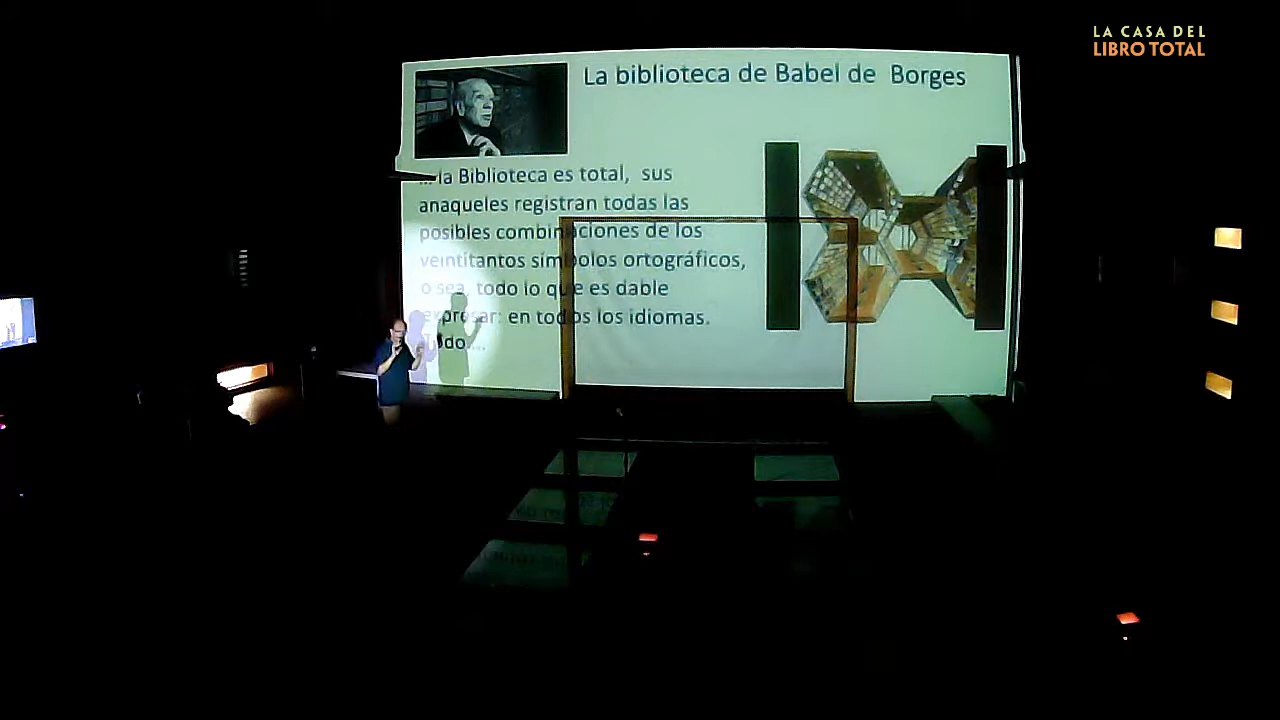 LA CASA DEL
LIBRO TOTAL
La biblioteca de Babel de Borges
... la Biblioteca es total, sus
anaqueles registran todas las
posibles combinaciones de los
veintitantos símbolos ortográficos,
o sea, todo lo que es dable
expresar: en todos los idiomas.
Todo....